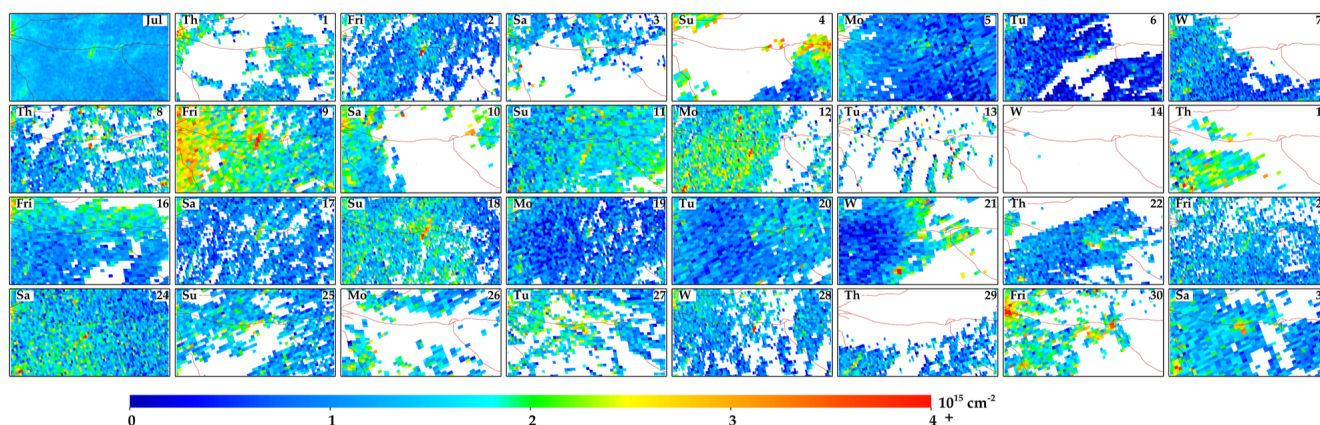 Jul Th 1 Fri 2 Sa 3 Su 4 Mo 5 Tu 6 W 7
Th 8 Fri 9 Sa 10 Su 11 Mo 12 Tu 13 W 14 Th 1
Fri 16 Sa 17 Su 18 Mo 19 Tu 20 W 21 Th 22 Fri 2
Sa 24 Su 25 Mo 26 Tu 27 W 28 Th 29 Fri 30 Sa 3
0 1 2 3 4 + 10¹⁵ cm⁻²